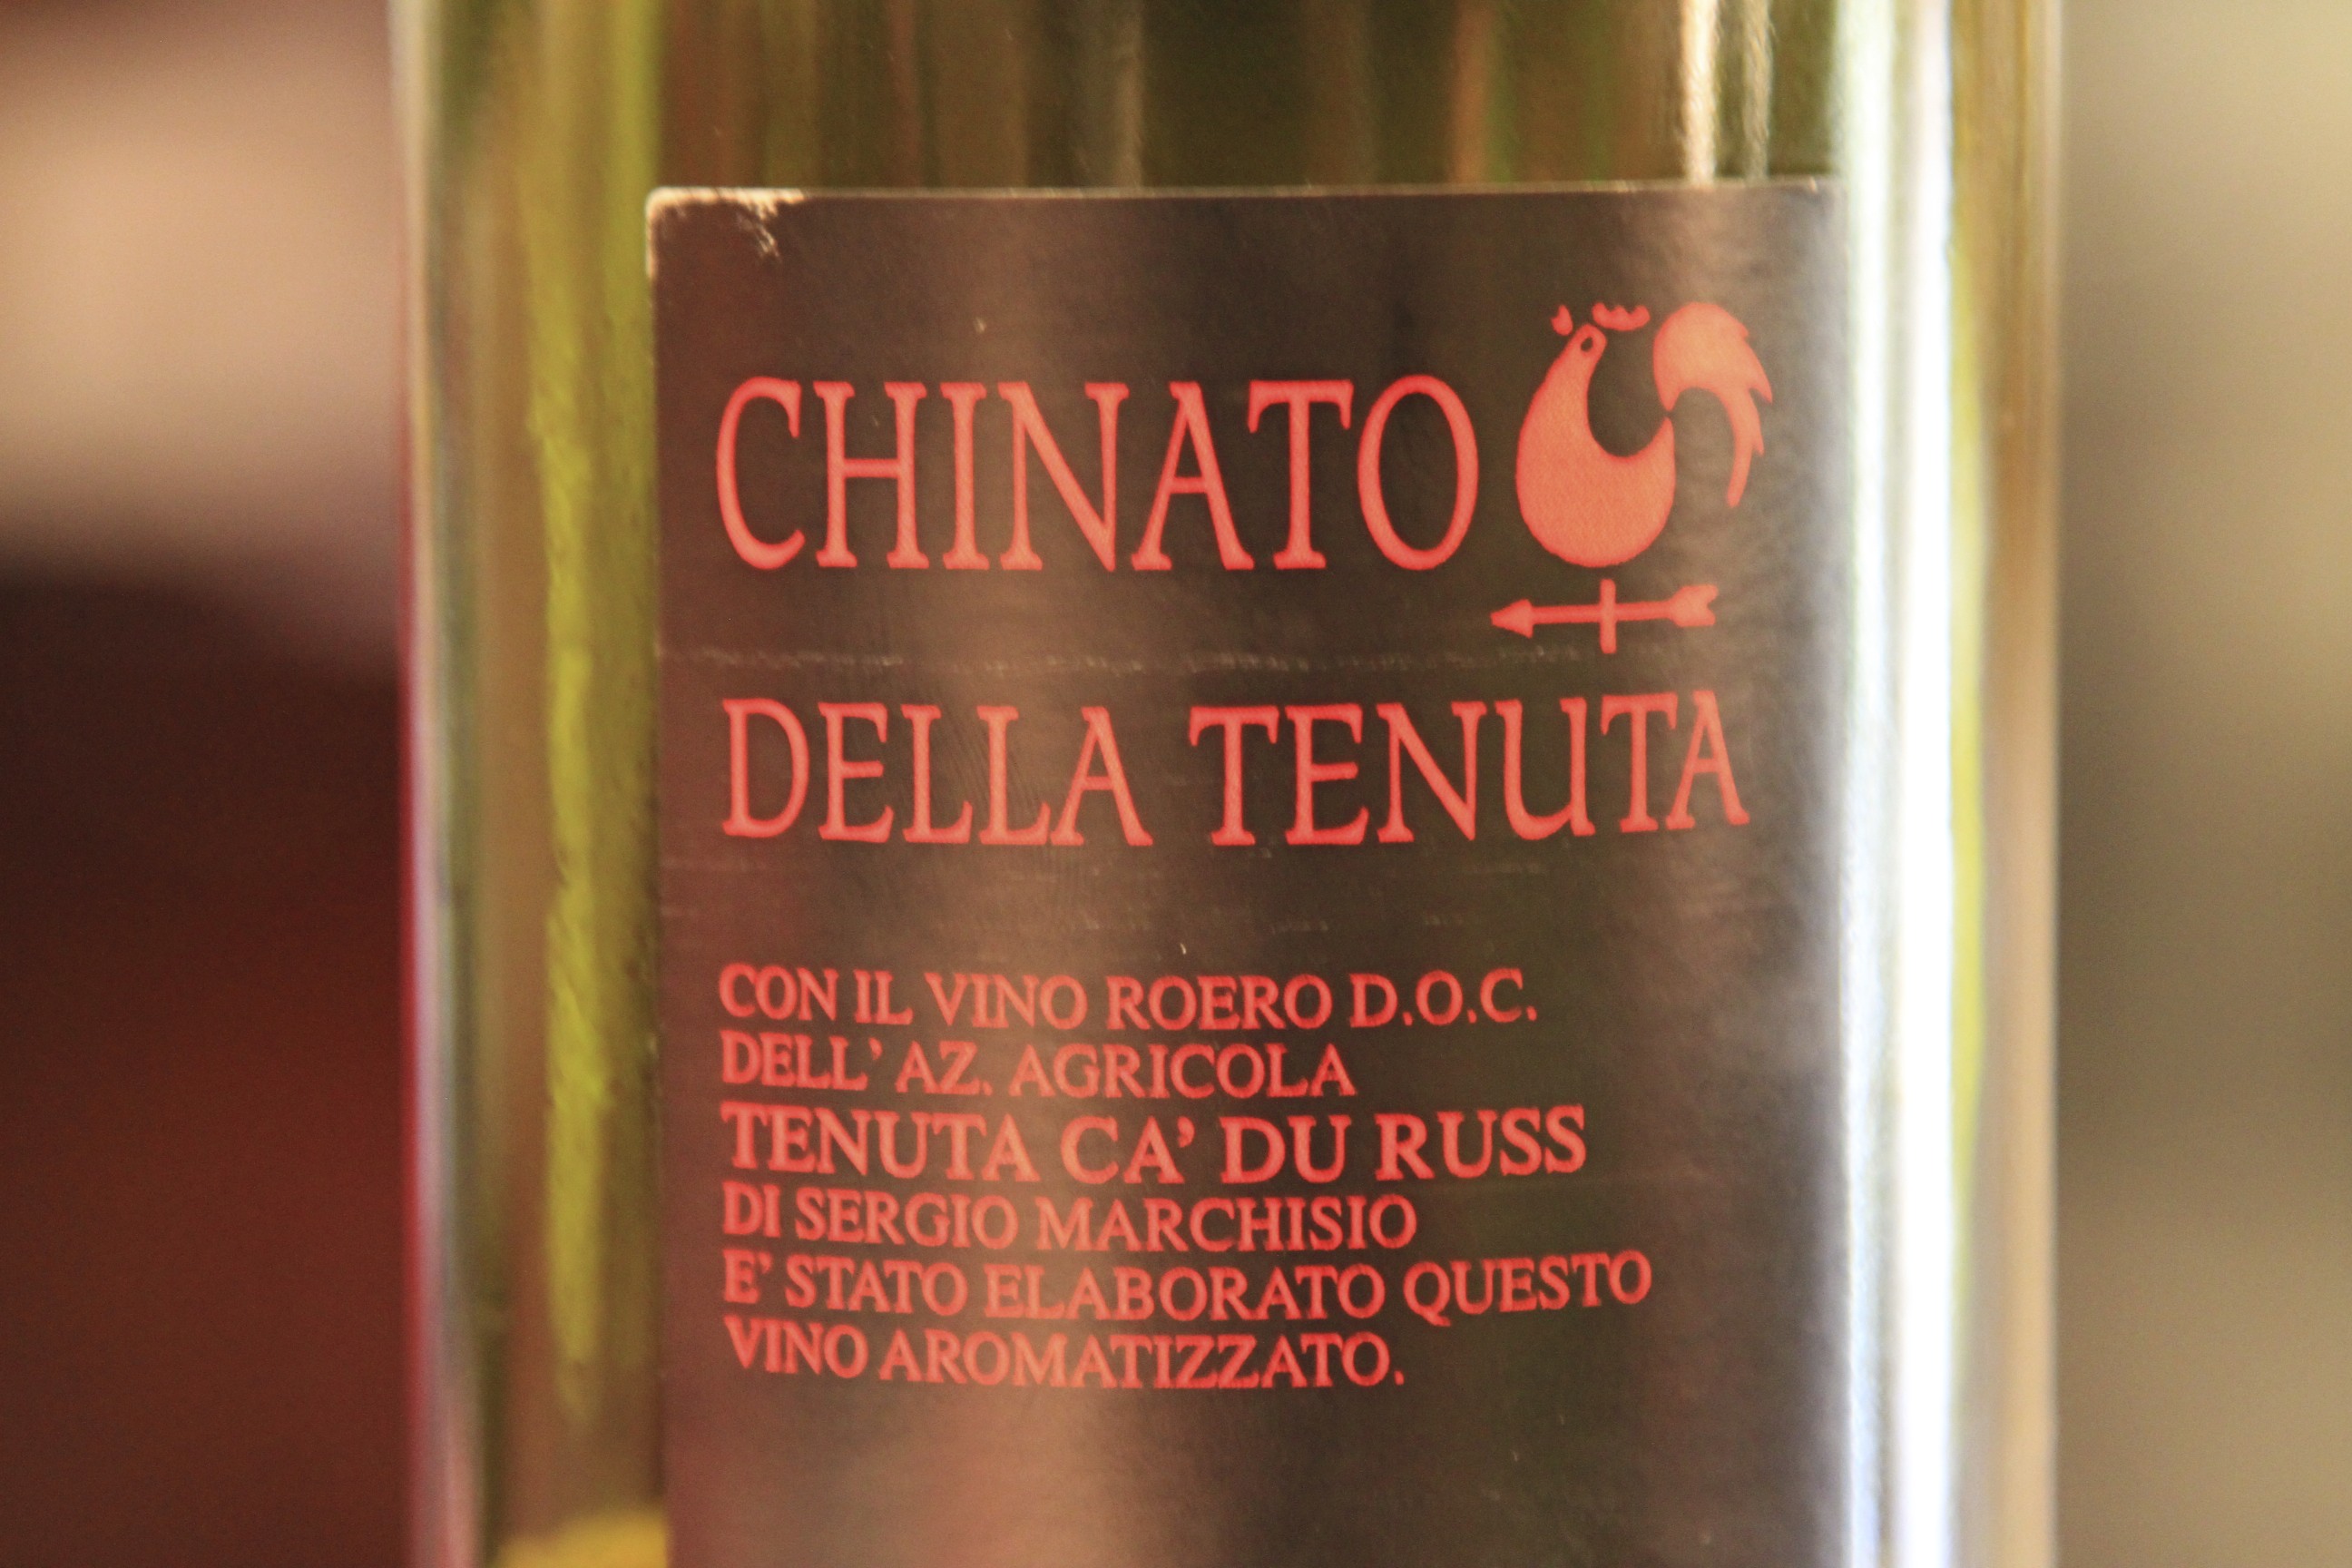 CHINATO
DELLA TENUTA
CON IL VINO ROERO D.O.C.
DELL' AZ. AGRICOLA
TENUTA CA' DU RUSS
DI SERGIO MARCHISIO
E' STATO ELABORATO QUESTO
VINO AROMATIZZATO.